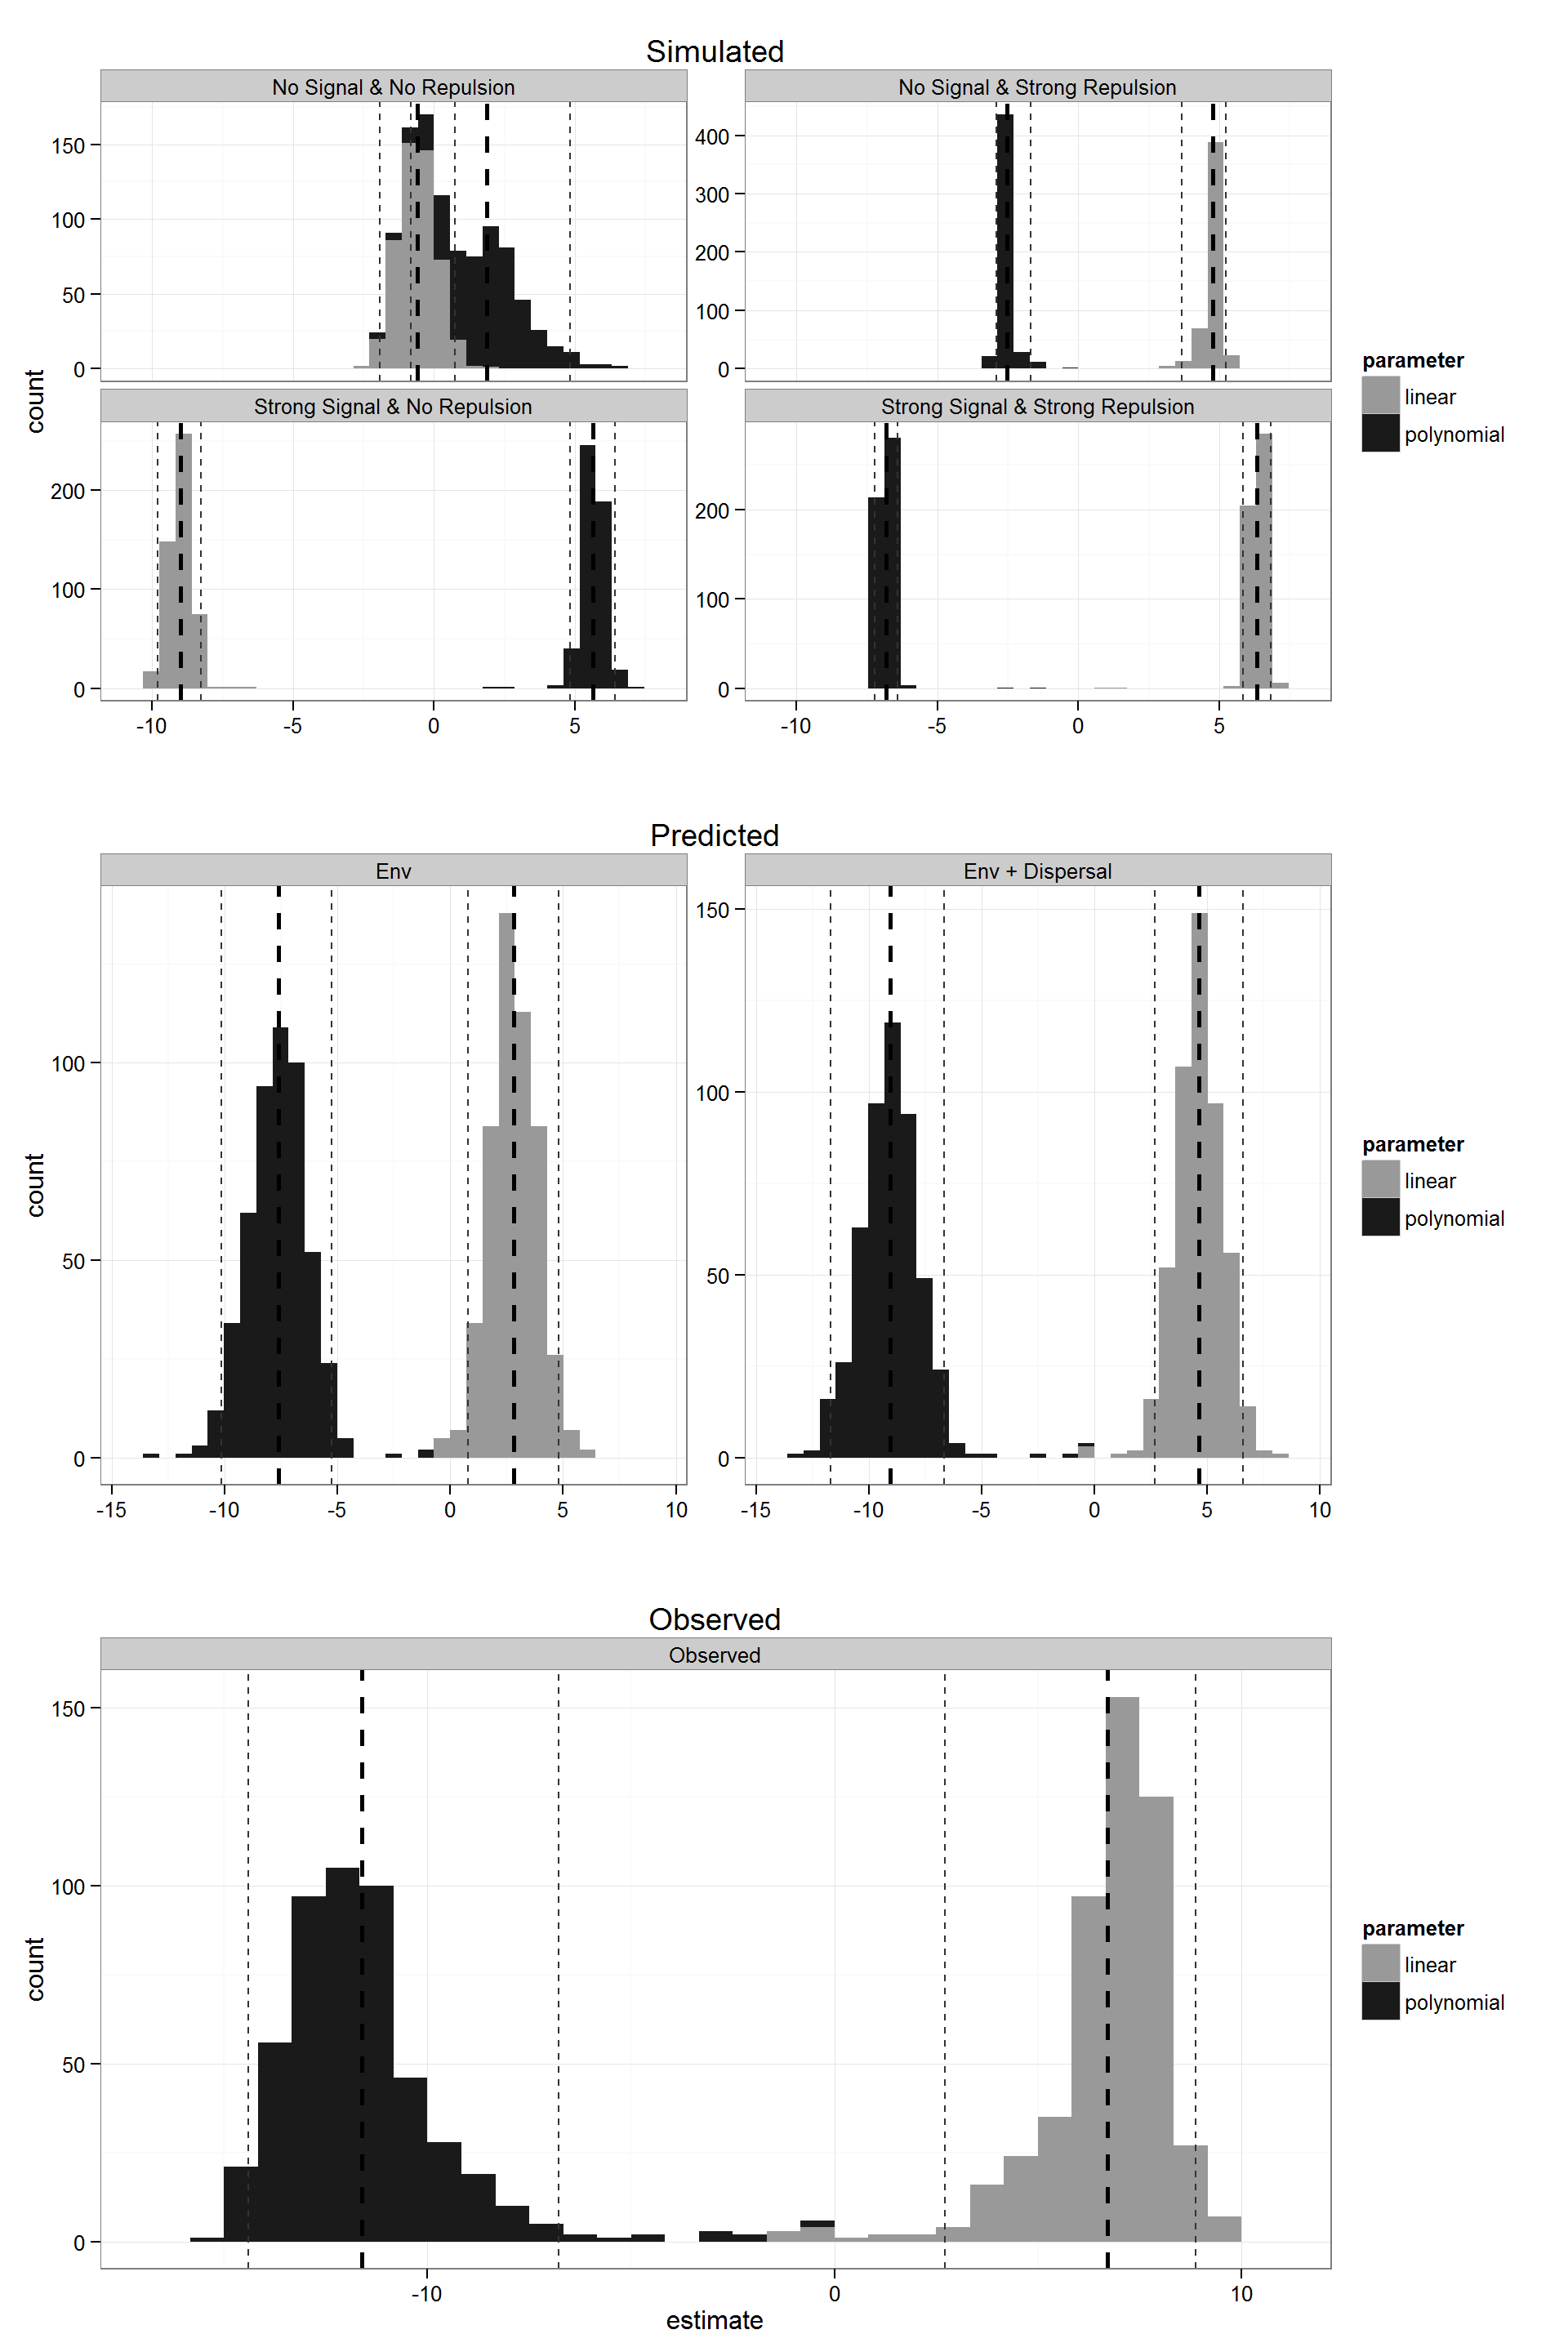 Simulated
No Signal & No Repulsion
No Signal & Strong Repulsion
150
100
50
0
400
300
200
100
0
Strong Signal & No Repulsion
Strong Signal & Strong Repulsion
200
100
0
200
100
0
-10 -5 0 5
-10 -5 0 5
count
parameter
linear
polynomial
Predicted
Env
Env + Dispersal
100
50
0
150
100
50
0
-15 -10 -5 0 5 10
-15 -10 -5 0 5 10
count
parameter
linear
polynomial
Observed
Observed
150
100
50
0
-10 0 10
count
estimate
parameter
linear
polynomial